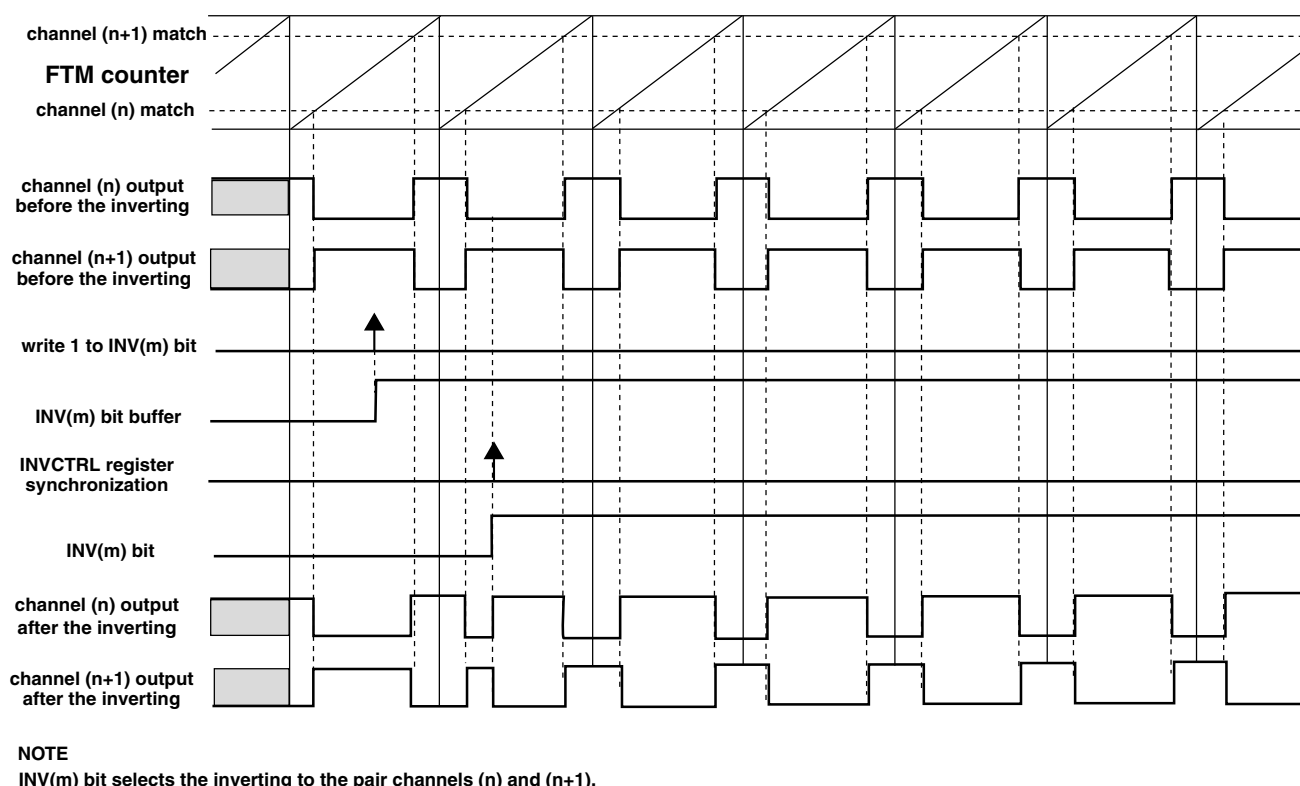 channel (n+1) match
FTM counter
channel (n) match
channel (n) output
before the inverting
channel (n+1) output
before the inverting
write 1 to INV(m) bit
INV(m) bit buffer
INVCTRL register
synchronization
INV(m) bit
channel (n) output
after the inverting
channel (n+1) output
after the inverting
NOTE
INV(m) bit selects the inverting to the pair channels (n) and (n+1).